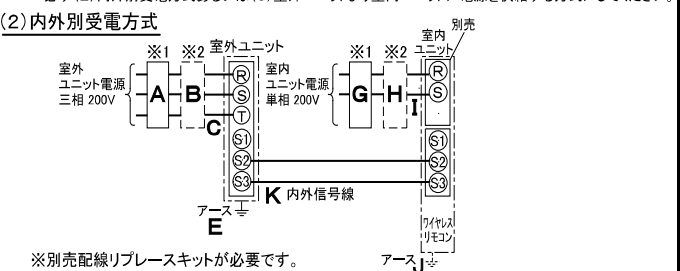 (2)内外別受電方式
※1 ※2 室外ユニット
室外
ユニット電源
三相 200V
A B
C
R
S
T
S1
S2
S3
アース
E
※1 ※2
室内
ユニット
別売
室内
ユニット電源
単相 200V
G H
I
R
S
S1
S2
S3
K 内外信号線
ワイヤレス
リモコン
アース J
※別売配線リプレースキットが必要です。